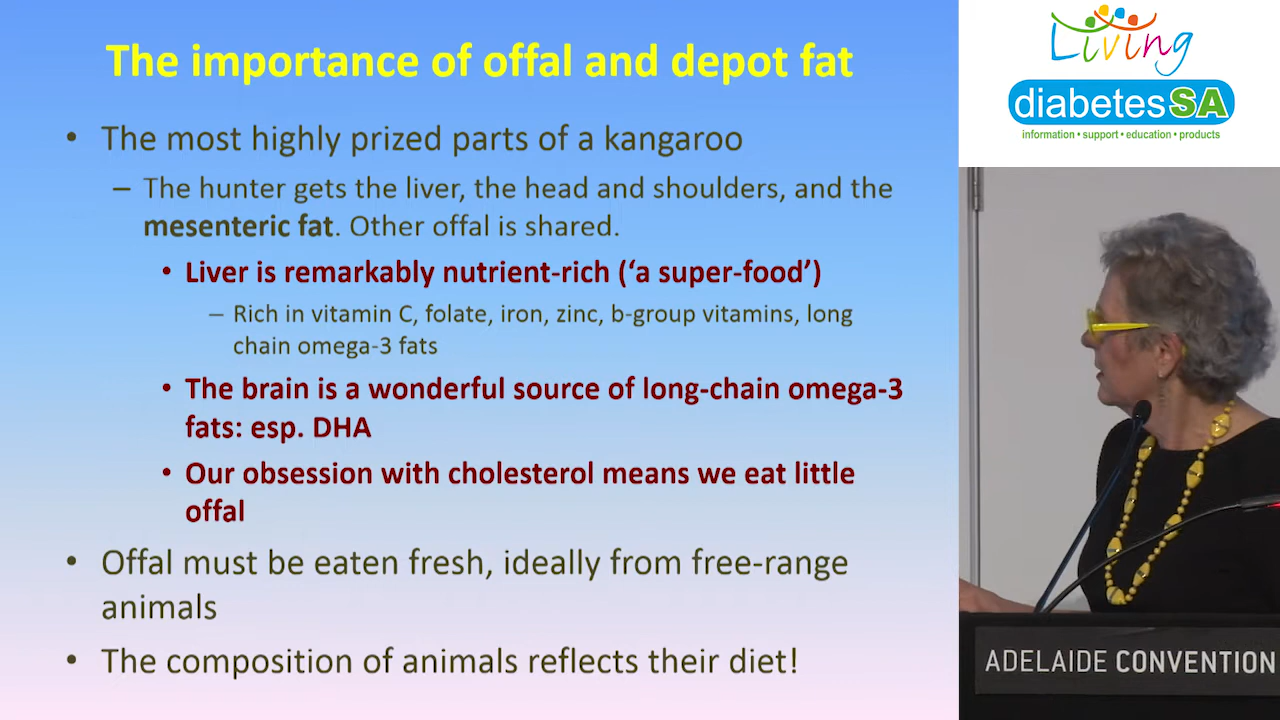 The importance of offal and depot fat
• The most highly prized parts of a kangaroo
– The hunter gets the liver, the head and shoulders, and the
mesenteric fat. Other offal is shared.
• Liver is remarkably nutrient-rich (‘a super-food’)
– Rich in vitamin C, folate, iron, zinc, b-group vitamins, long
chain omega-3 fats
• The brain is a wonderful source of long-chain omega-3
fats: esp. DHA
• Our obsession with cholesterol means we eat little
offal
• Offal must be eaten fresh, ideally from free-range
animals
• The composition of animals reflects their diet!
Living
diabetesSA
information • support • education • products
ADELAIDE CONVENTION